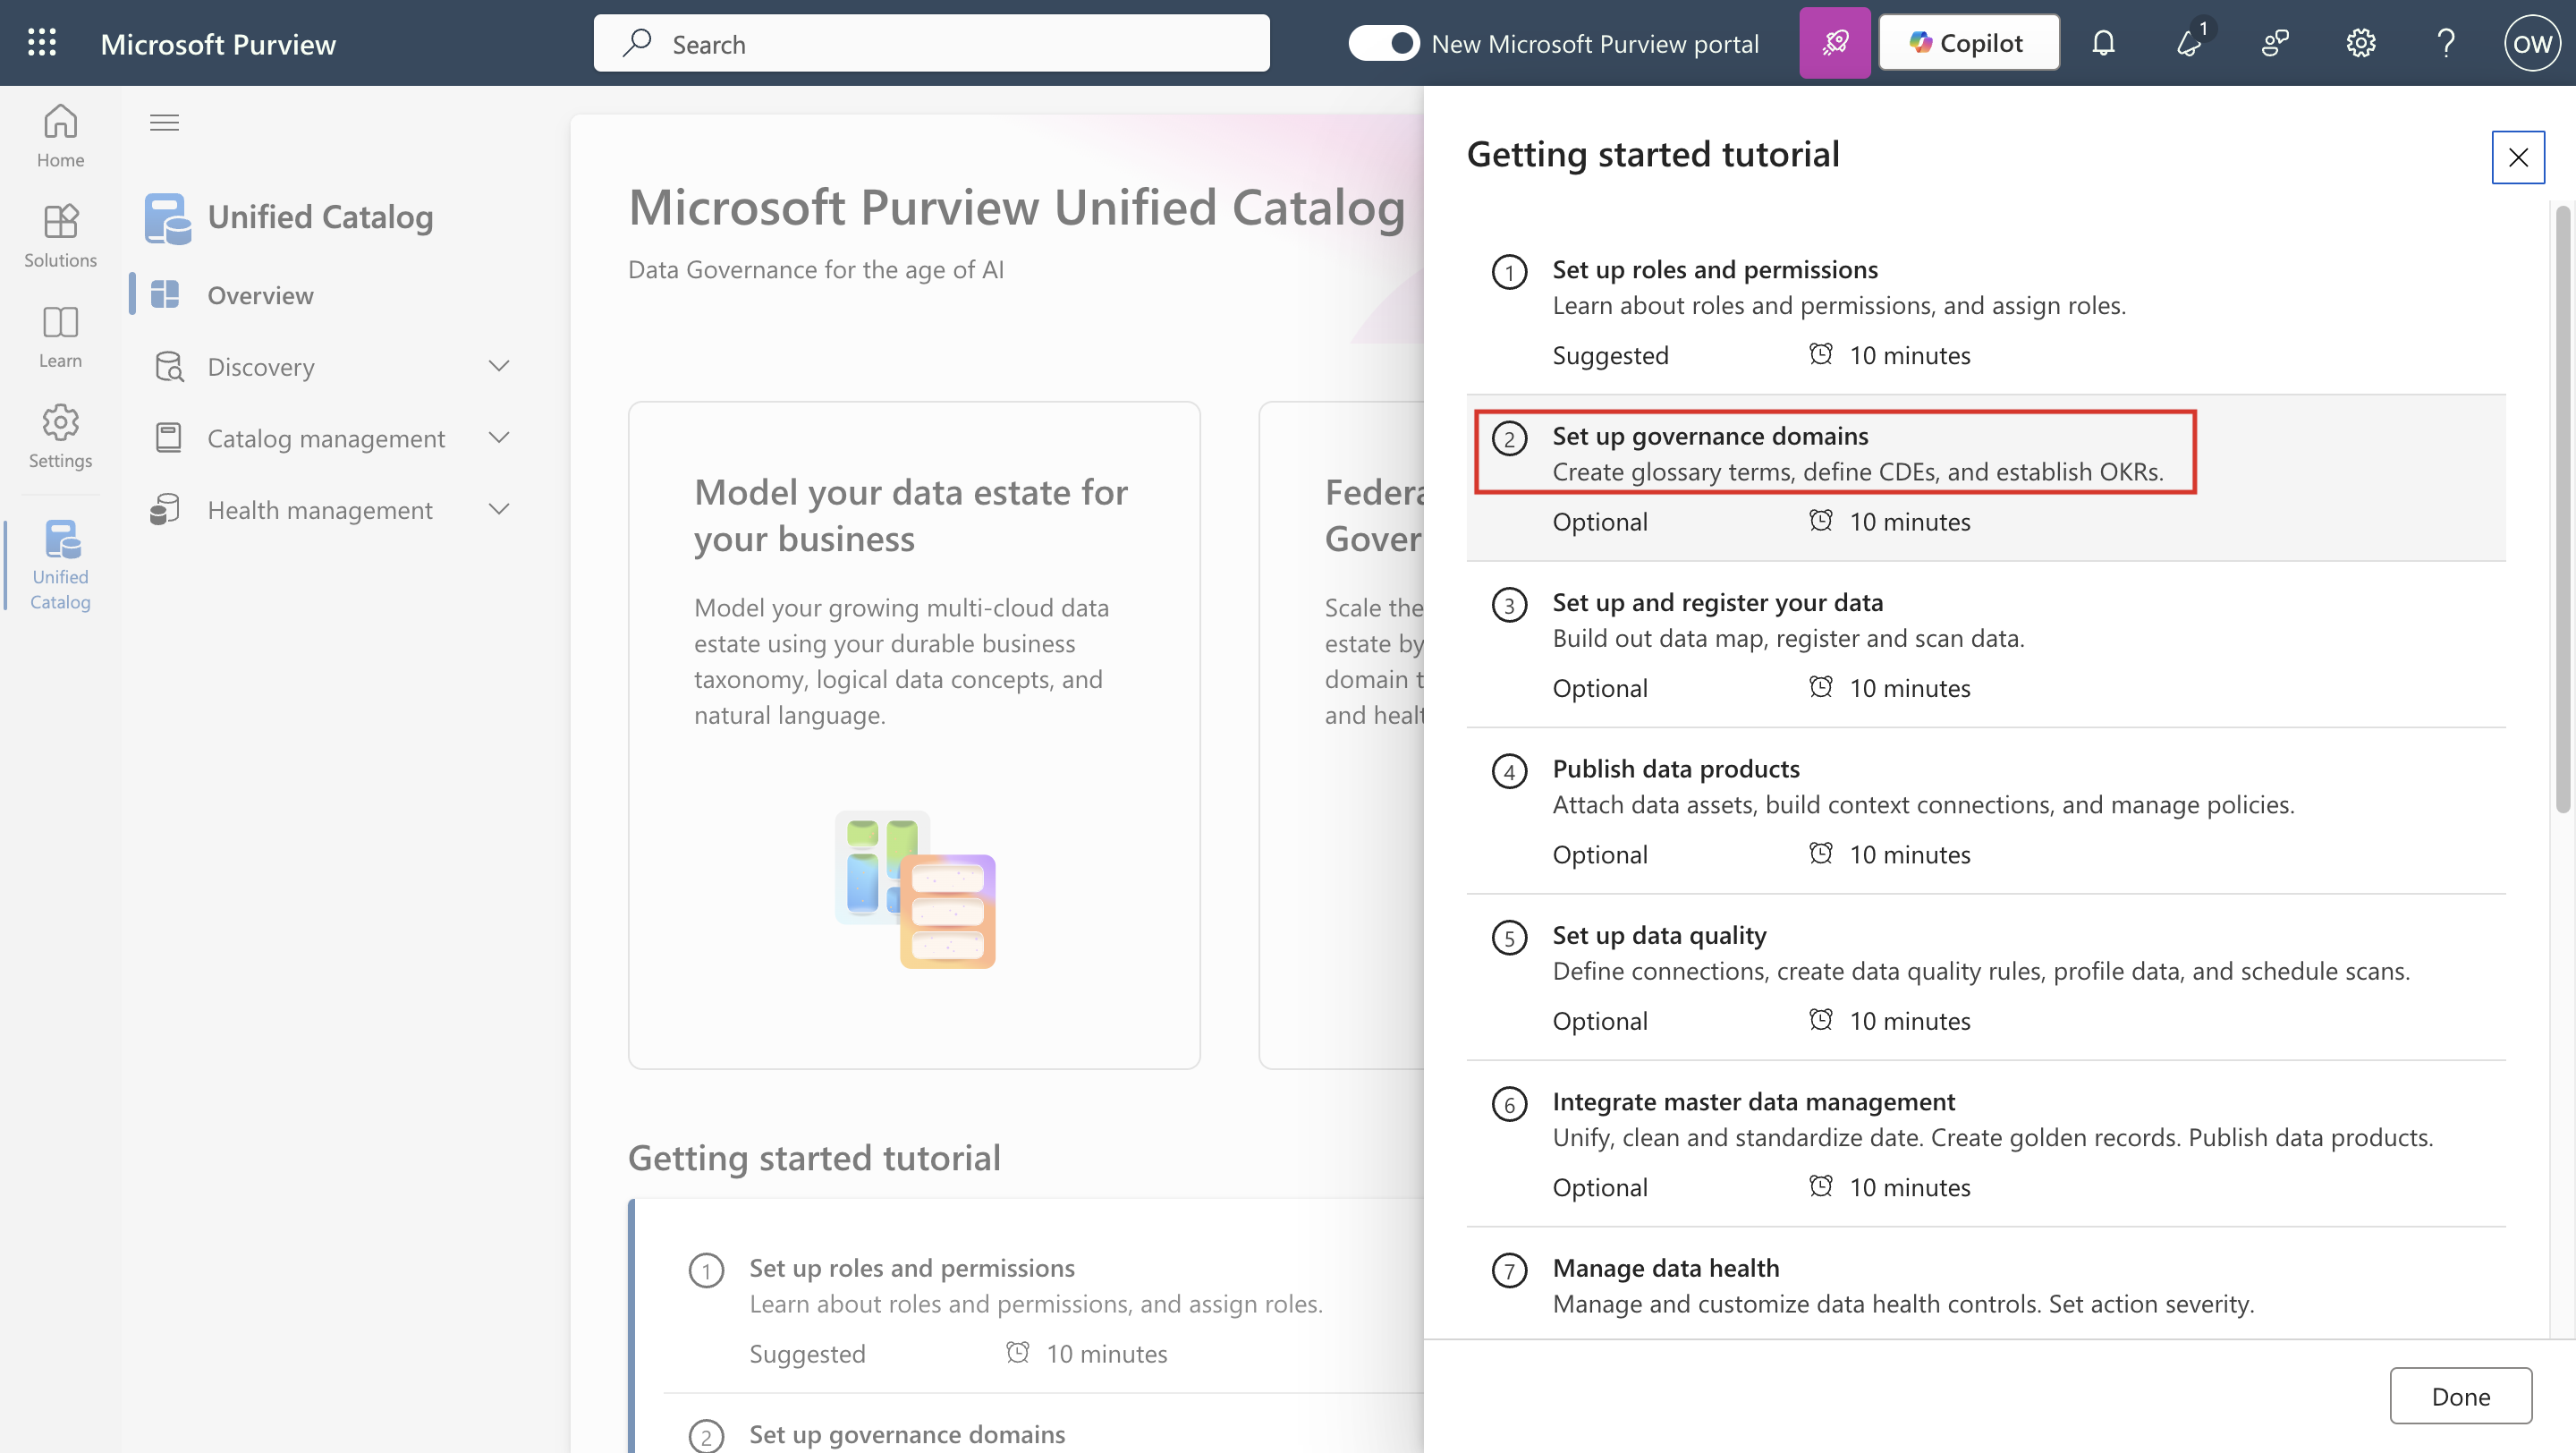 Microsoft Purview
Search
New Microsoft Purview portal
Copilot
1
OW
Home
Solutions
Learn
Settings
Unified
Catalog
Unified Catalog
Overview
Discovery
Catalog management
Health management
Microsoft Purview Unified Catalog
Data Governance for the age of AI
Model your data estate for
your business
Model your growing multi-cloud data
estate using your durable business
taxonomy, logical data concepts, and
natural language.
Federa
Gover
Scale the
estate by
domain t
and healt
Getting started tutorial
1 Set up roles and permissions
Learn about roles and permissions, and assign roles.
Suggested 10 minutes
2 Set up governance domains
Getting started tutorial
1 Set up roles and permissions
Learn about roles and permissions, and assign roles.
Suggested 10 minutes
2 Set up governance domains
Create glossary terms, define CDEs, and establish OKRs.
Optional 10 minutes
3 Set up and register your data
Build out data map, register and scan data.
Optional 10 minutes
4 Publish data products
Attach data assets, build context connections, and manage policies.
Optional 10 minutes
5 Set up data quality
Define connections, create data quality rules, profile data, and schedule scans.
Optional 10 minutes
6 Integrate master data management
Unify, clean and standardize date. Create golden records. Publish data products.
Optional 10 minutes
7 Manage data health
Manage and customize data health controls. Set action severity.
Done